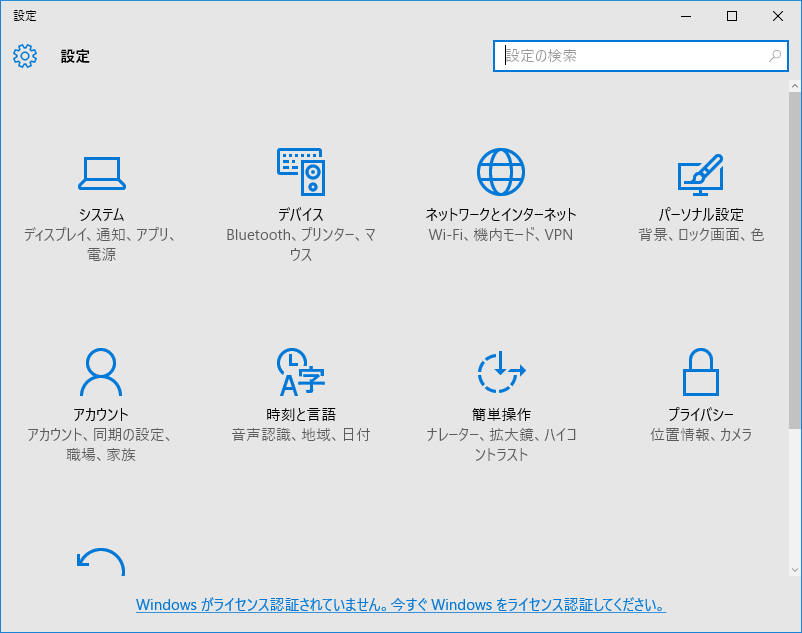 設定
設定
設定の検索
システム
ディスプレイ、通知、アプリ、
電源
デバイス
Bluetooth、プリンター、マ
ウス
ネットワークとインターネット
Wi-Fi、機内モード、VPN
パーソナル設定
背景、ロック画面、色
アカウント
アカウント、同期の設定、
職場、家族
時刻と言語
音声認識、地域、日付
簡単操作
ナレーター、拡大鏡、ハイコ
ントラスト
プライバシー
位置情報、カメラ
A字
Windows がライセンス認証されていません。今すぐ Windows をライセンス認証してください。